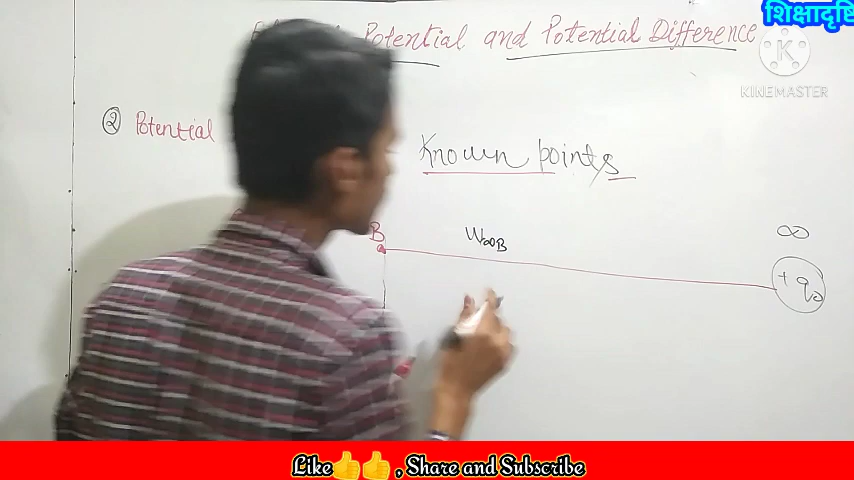 शिक्षादृष्टि
Potential and Potential Difference
KINEMASTER
② Potential
Known points
B
W∞B
∞
+q₀
Like👍👍, Share and Subscribe